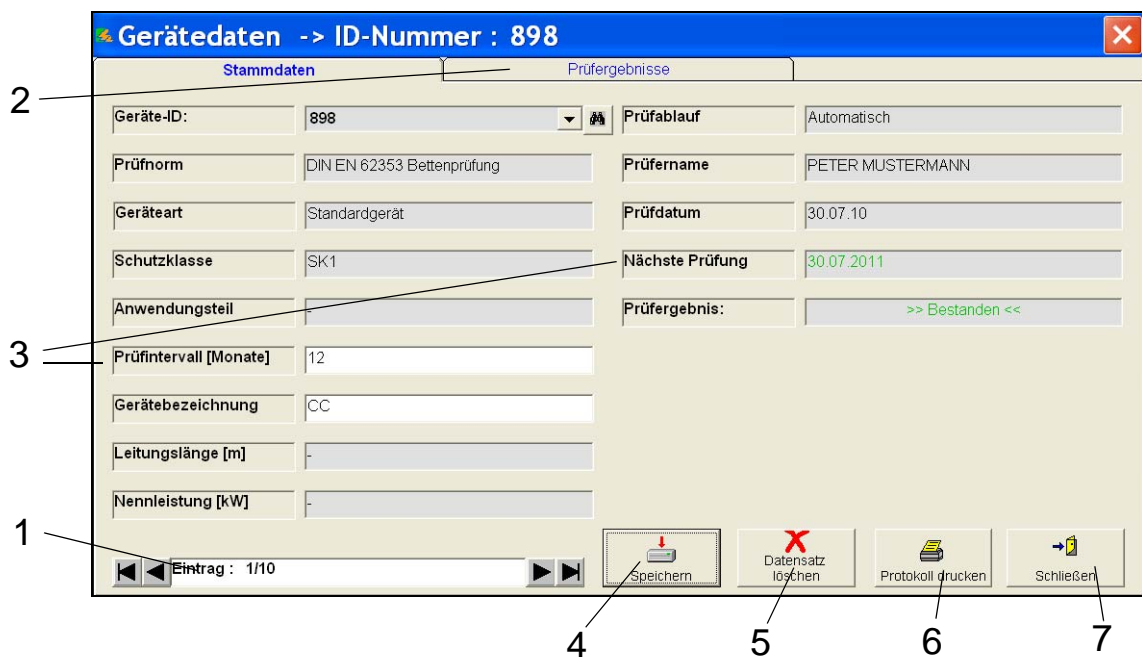 Gerätedaten -> ID-Nummer : 898
Stammdaten Prüfergebnisse
2
Geräte-ID: 898 Prüfablauf Automatisch
Prüfnorm DIN EN 62353 Bettenprüfung Prüfername PETER MUSTERMANN
Geräteart Standardgerät Prüfdatum 30.07.10
Schutzklasse SK1 Nächste Prüfung 30.07.2011
Anwendungsteil - Prüfergebnis: >> Bestanden <<
3
Prüfintervall [Monate] 12
Gerätebezeichnung CC
Leitungslänge [m] -
Nennleistung [kW] -
1
Eintrag : 1/10
Speichern
Datensatz
löschen
Protokoll drucken
Schließen
4 5 6 7